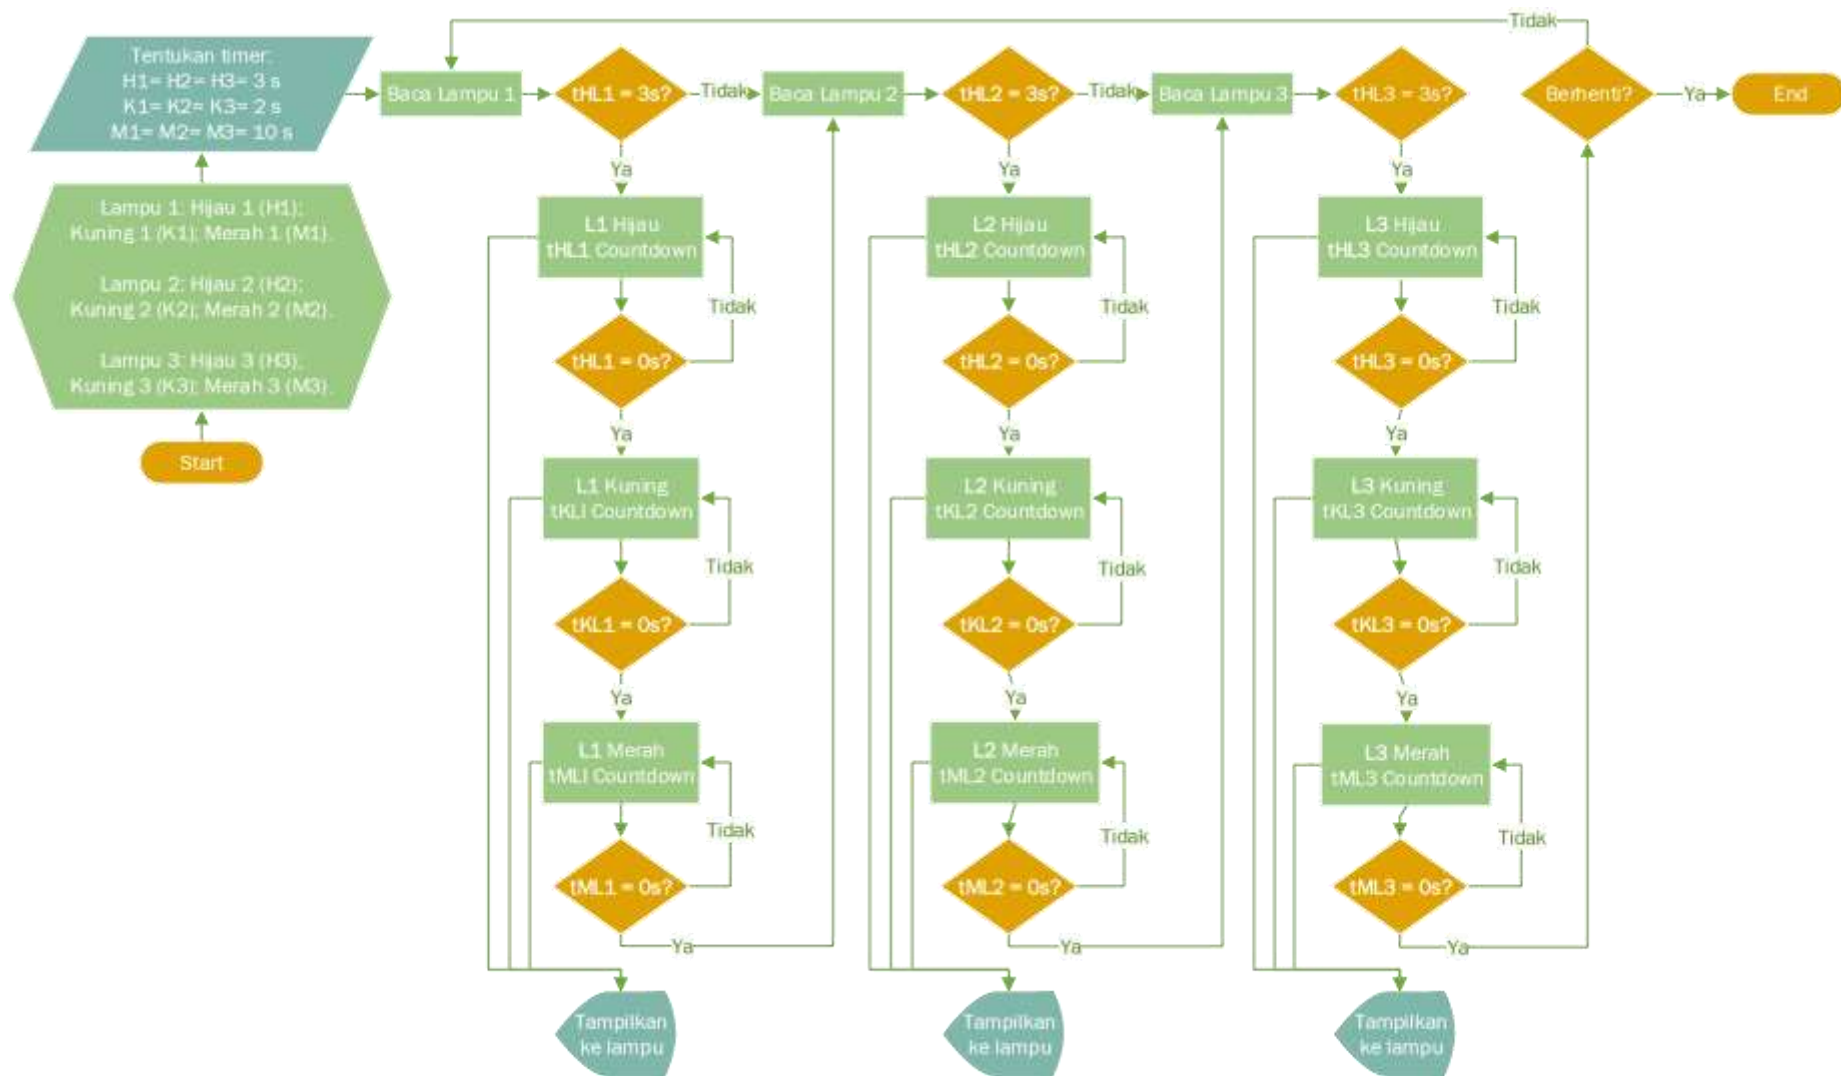 Tidak
Tentukan timer:
H1= H2= H3= 3 s
K1= K2= K3= 2 s
M1= M2= M3= 10 s
Baca Lampu 1
tHL1 = 3s?
Tidak
Baca Lampu 2
tHL2 = 3s?
Tidak
Baca Lampu 3
tHL3 = 3s?
Berhenti?
Ya
End
Ya
Ya
Ya
Lampu 1: Hijau 1 (H1);
Kuning 1 (K1); Merah 1 (M1).
Lampu 2: Hijau 2 (H2);
Kuning 2 (K2); Merah 2 (M2).
Lampu 3: Hijau 3 (H3);
Kuning 3 (K3); Merah 3 (M3).
Start
L1 Hijau
tHL1 Countdown
Tidak
tHL1 = 0s?
Ya
L1 Kuning
tKLI Countdown
Tidak
tKL1 = 0s?
Ya
L1 Merah
tMLI Countdown
Tidak
tML1 = 0s?
Ya
Tampilkan
ke lampu
L2 Hijau
tHL2 Countdown
Tidak
tHL2 = 0s?
Ya
L2 Kuning
tKL2 Countdown
Tidak
tKL2 = 0s?
Ya
L2 Merah
tML2 Countdown
Tidak
tML2 = 0s?
Ya
Tampilkan
ke lampu
L3 Hijau
tHL3 Countdown
Tidak
tHL3 = 0s?
Ya
L3 Kuning
tKL3 Countdown
Tidak
tKL3 = 0s?
Ya
L3 Merah
tML3 Countdown
Tidak
tML3 = 0s?
Ya
Tampilkan
ke lampu